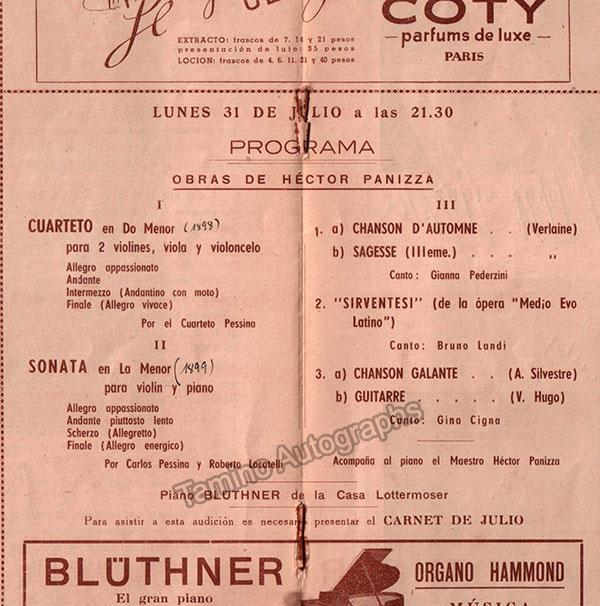 COTY
parfums de luxe
PARIS
EXTRACTO: frascos de 7. 14 y 21 pesos
presentación de lujo: 35 pesos
LOCION: frascos de 4. 6. 11. 21 y 40 pesos
LUNES 31 DE JULIO a las 21.30
PROGRAMA
OBRAS DE HÉCTOR PANIZZA
I
CUARTETO en Do Menor (1898)
para 2 violines, viola y violoncelo
Allegro appassionato
Andante
Intermezzo (Andantino con moto)
Finale (Allegro vivace)
Por el Cuarteto Pessina
II
SONATA en La Menor (1899)
para violin y piano
Allegro appassionato
Andante piuttosto lento
Scherzo (Allegretto)
Finale (Allegro energico)
Por Carlos Pessina y Roberto Locatelli
III
1. a) CHANSON D'AUTOMNE . . (Verlaine)
b) SAGESSE (IIIeme.) . . . „
Canto: Gianna Pederzini
2. "SIRVENTESI" (de la ópera "Medio Evo
Latino")
Canto: Bruno Landi
3. a) CHANSON GALANTE . . (A. Silvestre)
b) GUITARRE . . . . . (V. Hugo)
Canto: Gina Cigna
Acompaña al piano el Maestro Héctor Panizza
Piano BLÜTHNER de la Casa Lottermoser
Para asistir a esta audición es necesario presentar el CARNET DE JULIO
BLÜTHNER
El gran piano
ORGANO HAMMOND
MÚSICA
Tamino Autographs